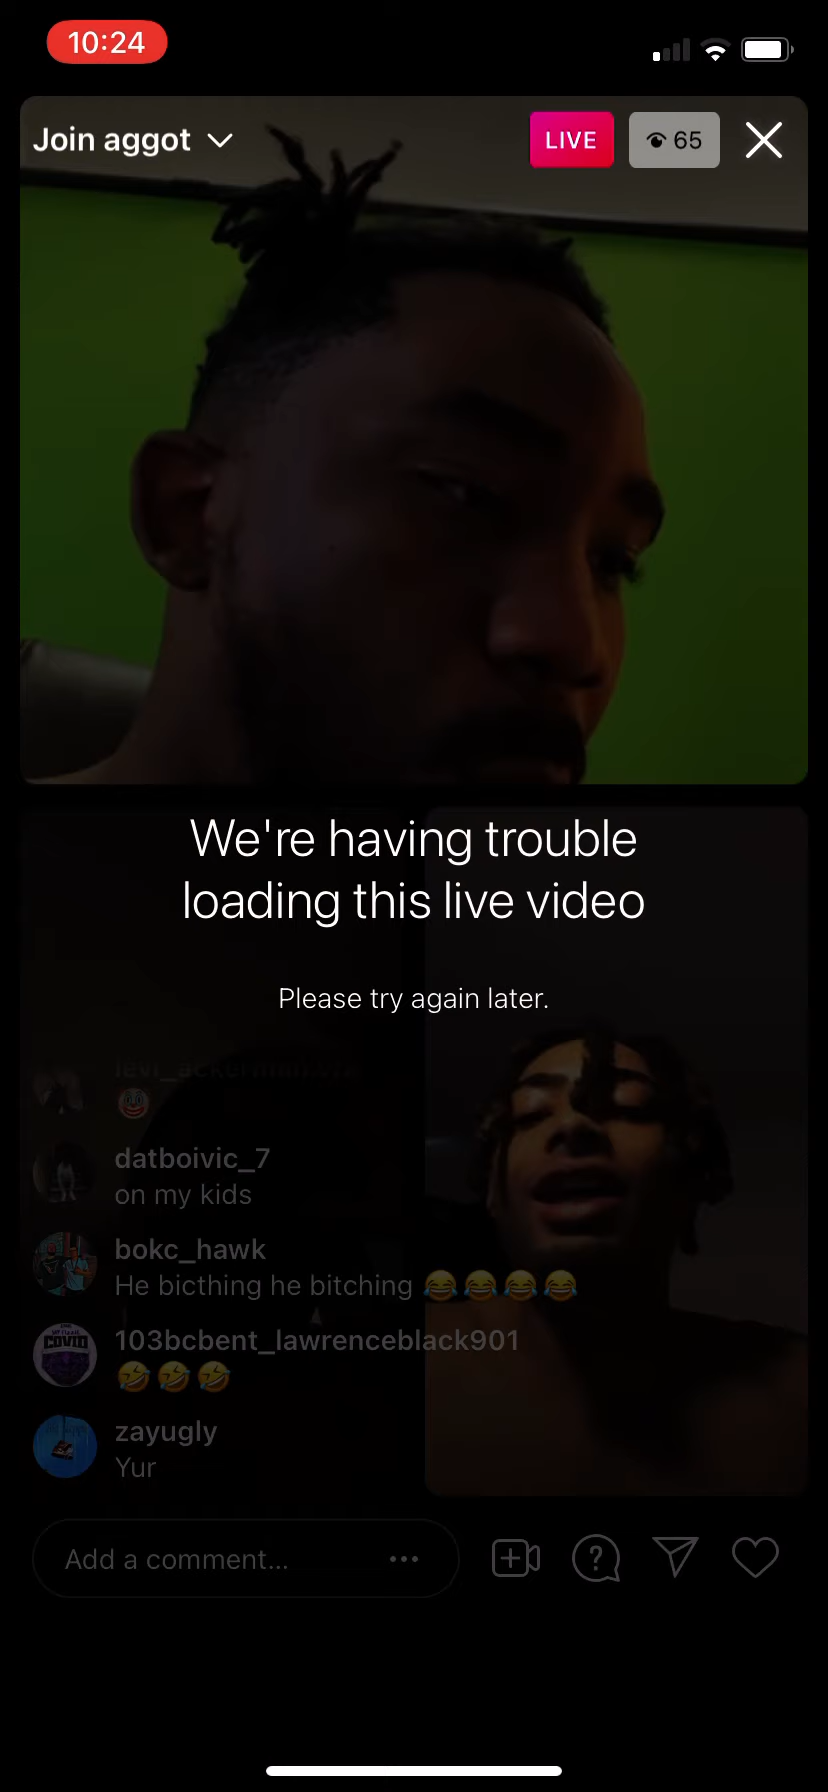 10:24
Join aggot
LIVE
65
We're having trouble
loading this live video
Please try again later.
🤡
datboivic_7
on my kids
bokc_hawk
He bicthing he bitching 😂😂😂😂
COVID
103bcbent_lawrenceblack901
🤣🤣🤣
zayugly
Yur
Add a comment...